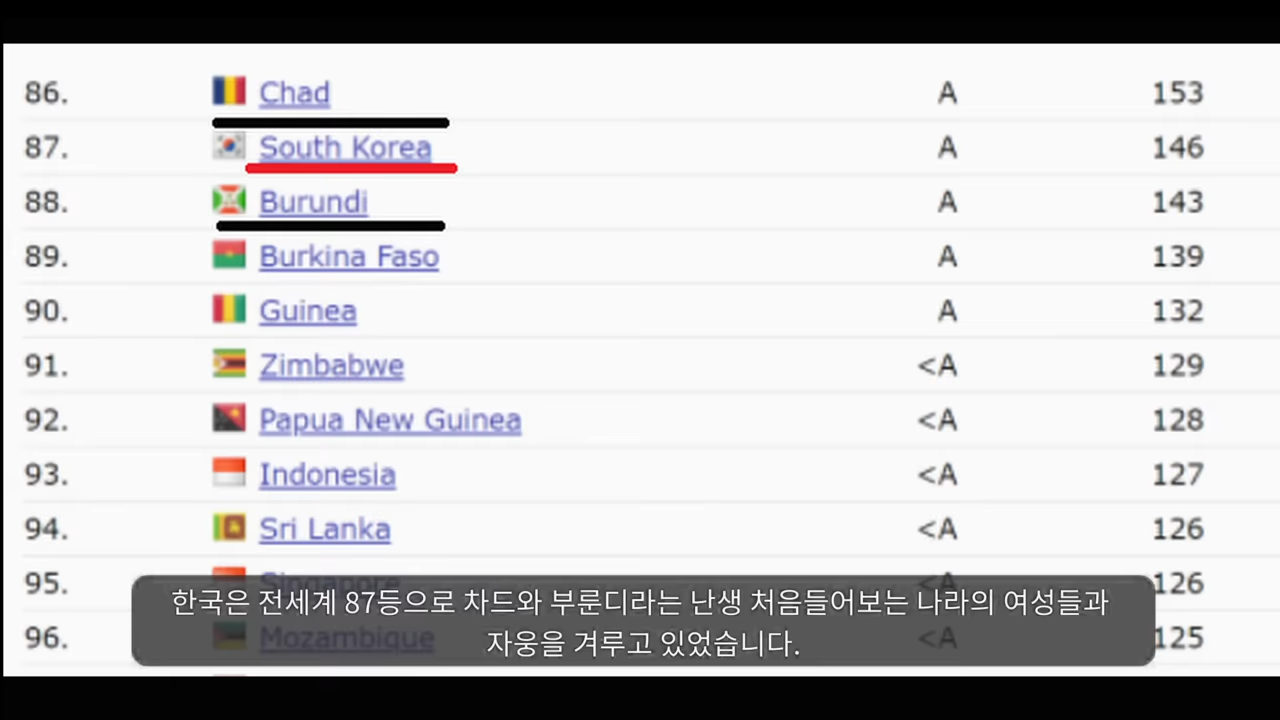 86. Chad A 153
87. South Korea A 146
88. Burundi A 143
89. Burkina Faso A 139
90. Guinea A 132
91. Zimbabwe <A 129
92. Papua New Guinea <A 128
93. Indonesia <A 127
94. Sri Lanka <A 126
95. Singapore <A 126
96. Mozambique <A 125
한국은 전세계 87등으로 차드와 부룬디라는 난생 처음들어보는 나라의 여성들과
자웅을 겨루고 있었습니다.